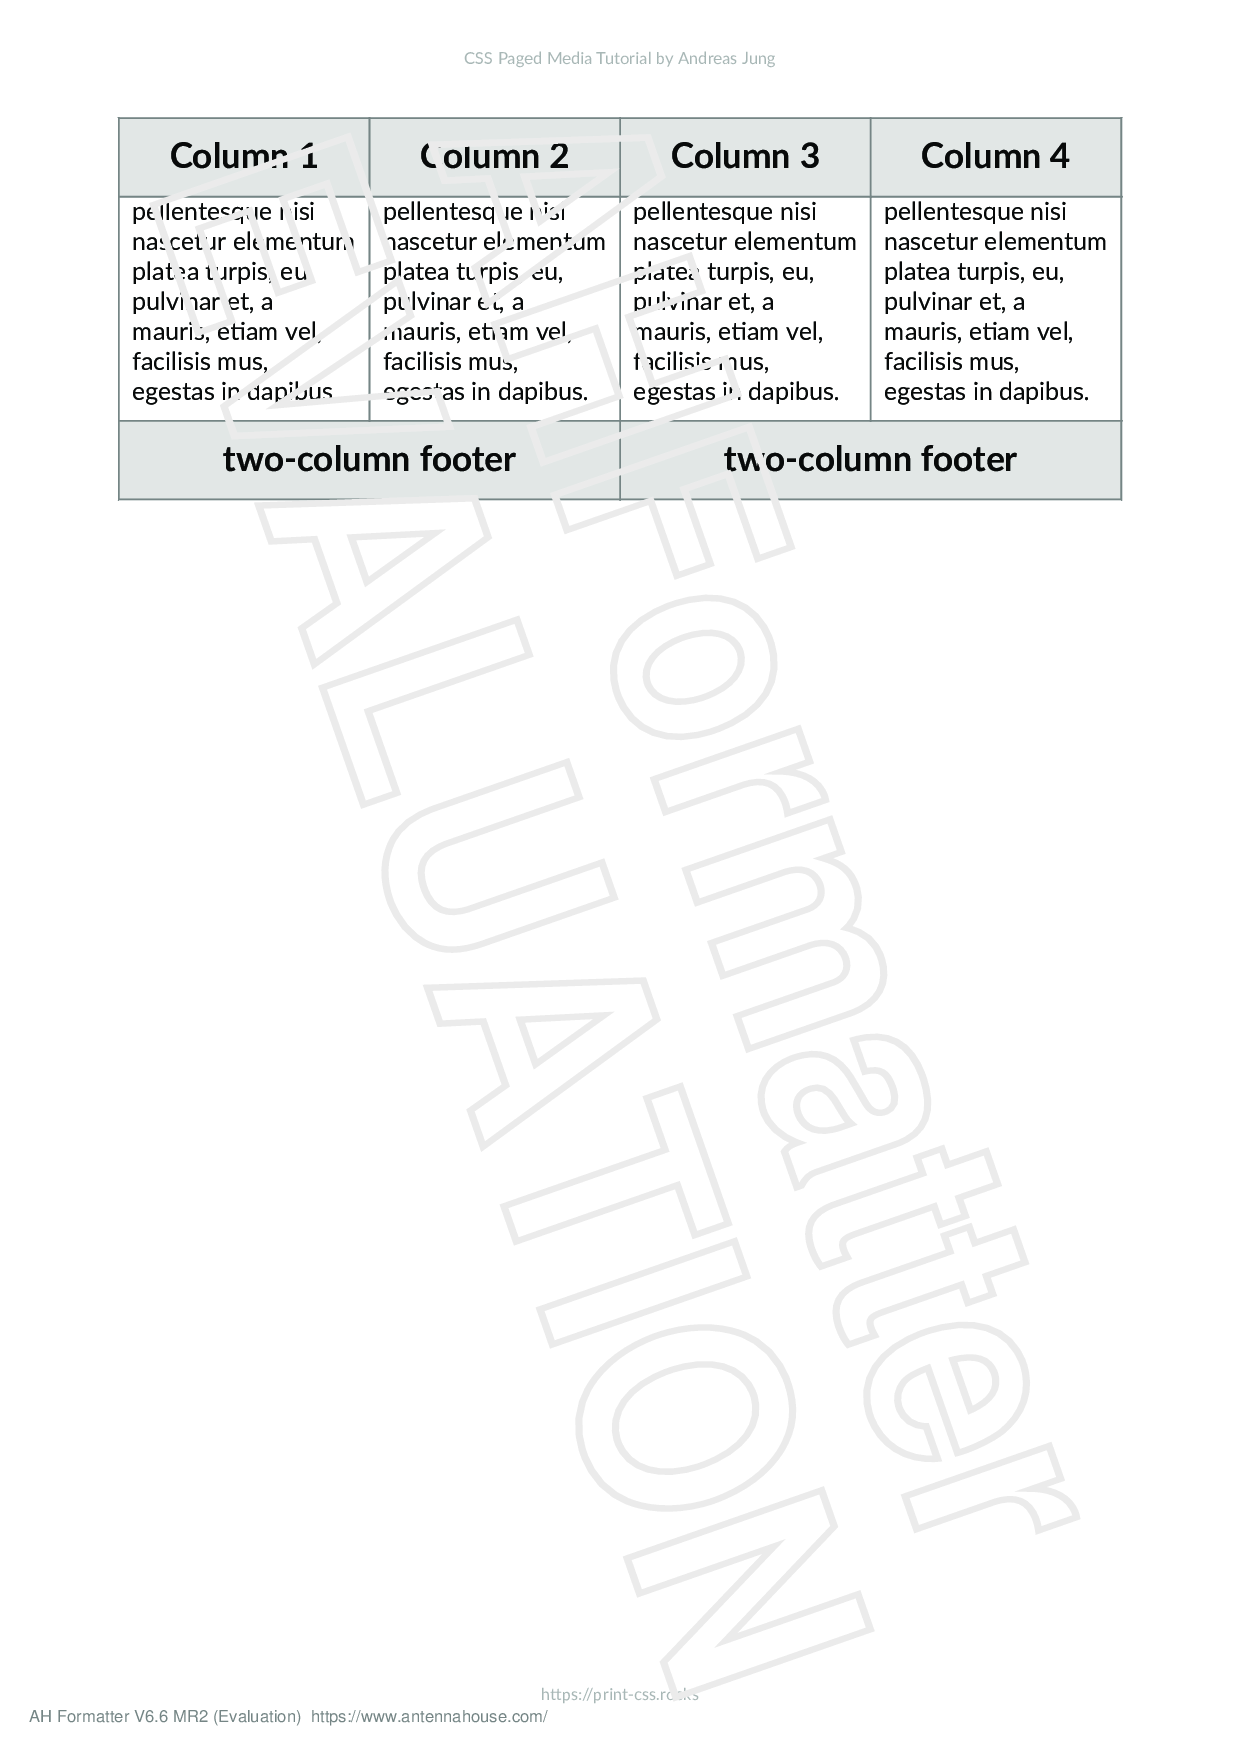 CSS Paged Media Tutorial by Andreas Jung
Column 1 Column 2 Column 3 Column 4
pellentesque nisi pellentesque nisi pellentesque nisi pellentesque nisi
nascetur elementum nascetur elementum nascetur elementum nascetur elementum
platea turpis, eu, platea turpis, eu, platea turpis, eu, platea turpis, eu,
pulvinar et, a pulvinar et, a pulvinar et, a pulvinar et, a
mauris, etiam vel, mauris, etiam vel, mauris, etiam vel, mauris, etiam vel,
facilisis mus, facilisis mus, facilisis mus, facilisis mus,
egestas in dapibus. egestas in dapibus. egestas in dapibus. egestas in dapibus.
two-column footer two-column footer
AH Formatter
EVALUATION
https://print-css.rocks
AH Formatter V6.6 MR2 (Evaluation) https://www.antennahouse.com/